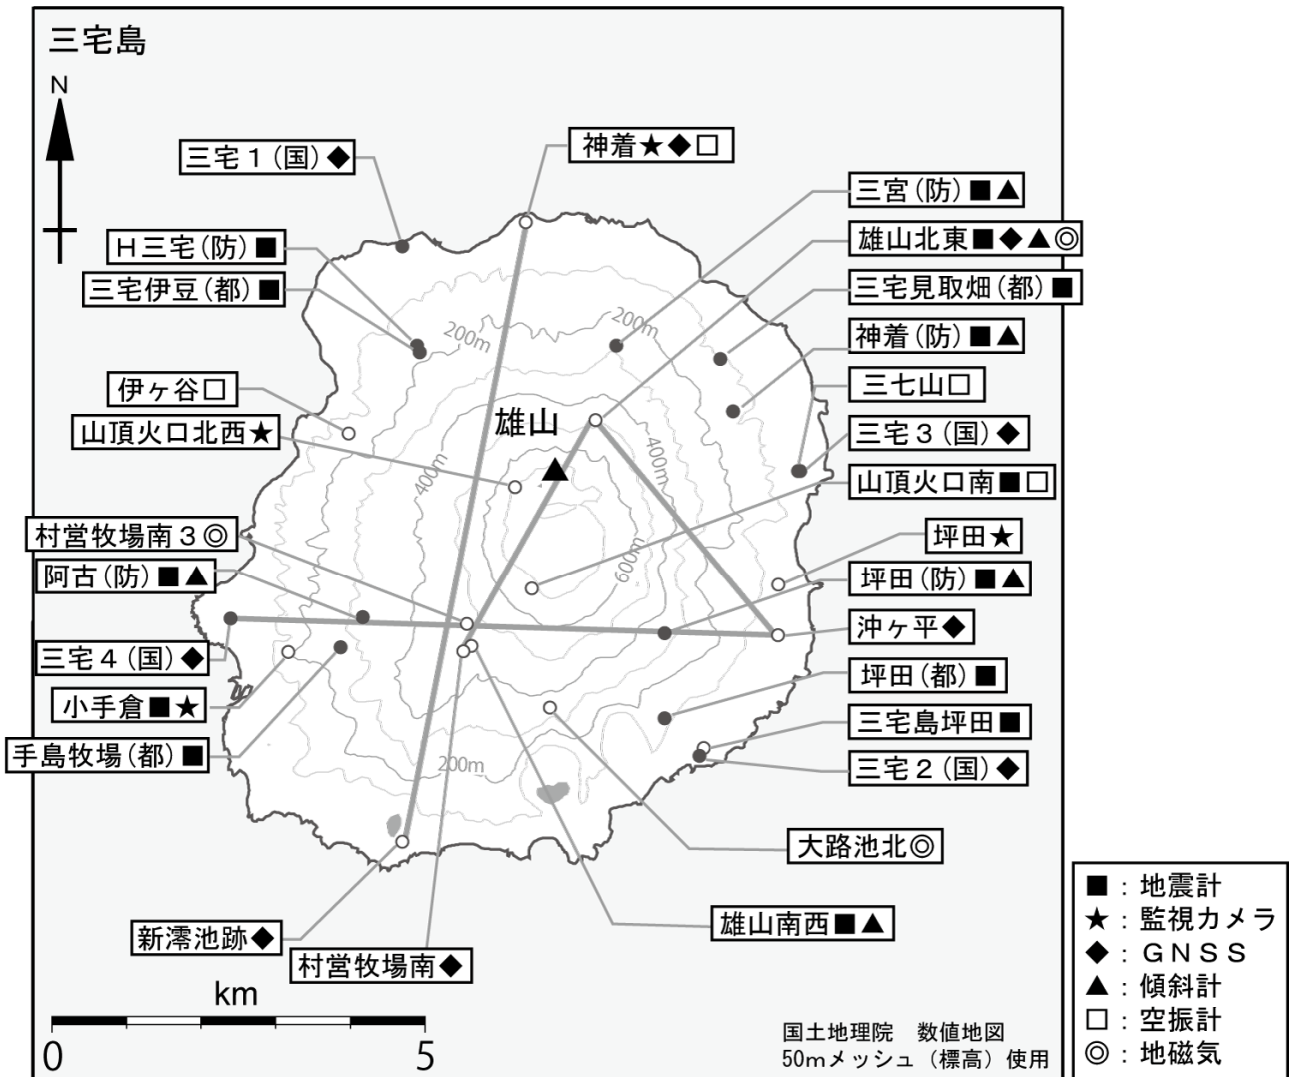 三宅島
N
三宅１(国)◆
神着★◆□
三宮(防)■▲
Ｈ三宅(防)■
雄山北東■◆▲◎
三宅伊豆(都)■
三宅見取畑(都)■
200m
200m
神着(防)■▲
伊ヶ谷□
三七山□
雄山
山頂火口北西★
三宅３(国)◆
400m
400m
山頂火口南■□
村営牧場南３◎
坪田★
600m
阿古(防)■▲
坪田(防)■▲
沖ヶ平◆
三宅４(国)◆
坪田(都)■
小手倉■★
三宅島坪田■
手島牧場(都)■
200m
三宅２(国)◆
大路池北◎
新澪池跡◆
雄山南西■▲
村営牧場南◆
km
0
5
国土地理院　数値地図
50mメッシュ（標高）使用
■：地震計
★：監視カメラ
◆：ＧＮＳＳ
▲：傾斜計
□：空振計
◎：地磁気